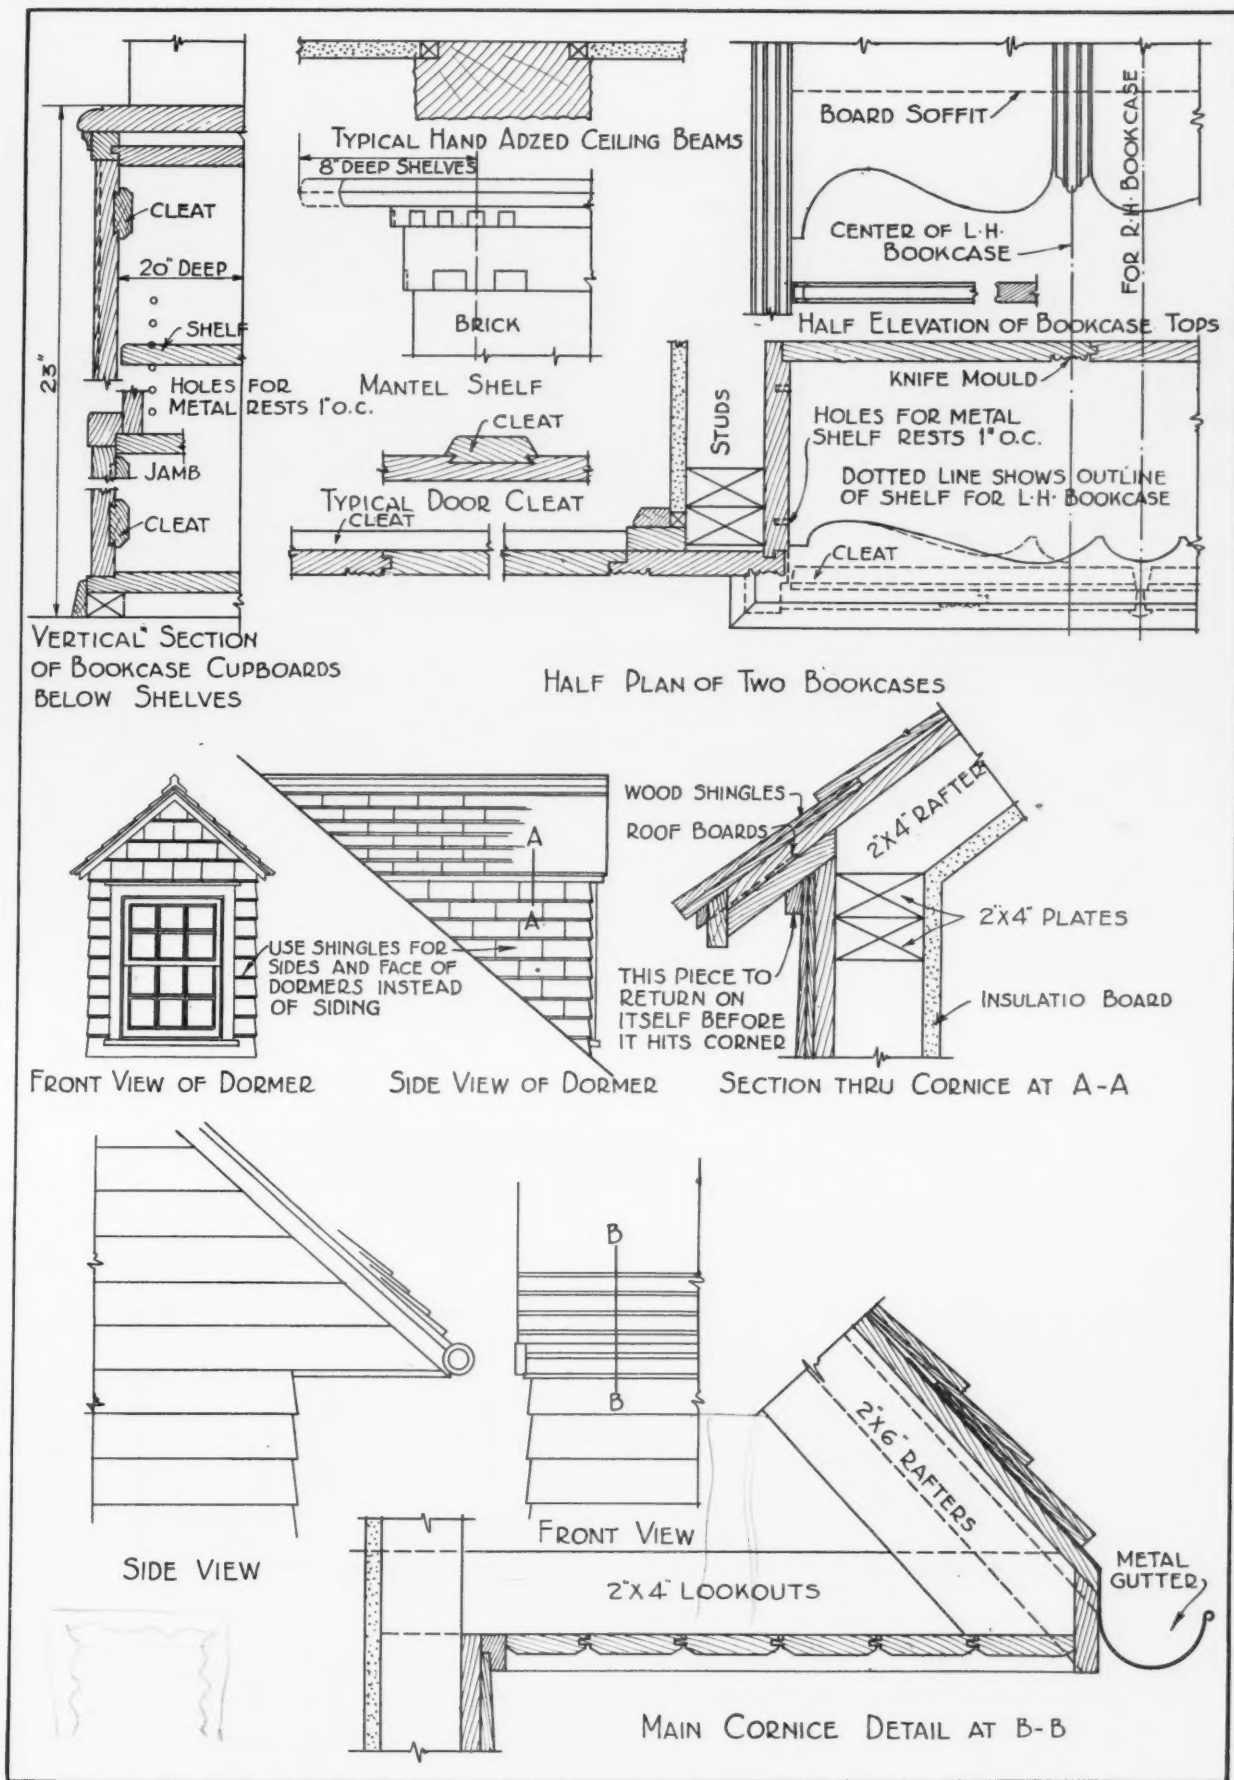 TYPICAL HAND ADZED CEILING BEAMS
8" DEEP SHELVES
BRICK
MANTEL SHELF
CLEAT
TYPICAL DOOR CLEAT
CLEAT
CLEAT
20" DEEP
SHELF
23"
HOLES FOR
METAL RESTS 1" O.C.
JAMB
CLEAT
VERTICAL SECTION
OF BOOKCASE CUPBOARDS
BELOW SHELVES
BOARD SOFFIT
FOR R.H. BOOKCASE
CENTER OF L.H.
BOOKCASE
HALF ELEVATION OF BOOKCASE TOPS
KNIFE MOULD
STUDS
HOLES FOR METAL
SHELF RESTS 1" O.C.
DOTTED LINE SHOWS OUTLINE
OF SHELF FOR L.H. BOOKCASE
CLEAT
HALF PLAN OF TWO BOOKCASES
USE SHINGLES FOR
SIDES AND FACE OF
DORMERS INSTEAD
OF SIDING
FRONT VIEW OF DORMER
A
A
SIDE VIEW OF DORMER
WOOD SHINGLES
ROOF BOARDS
2"X4" RAFTER
2"X4" PLATES
THIS PIECE TO
RETURN ON
ITSELF BEFORE
IT HITS CORNER
INSULATIO BOARD
SECTION THRU CORNICE AT A-A
SIDE VIEW
B
B
FRONT VIEW
2"X6" RAFTERS
2"X4" LOOKOUTS
METAL
GUTTER
MAIN CORNICE DETAIL AT B-B